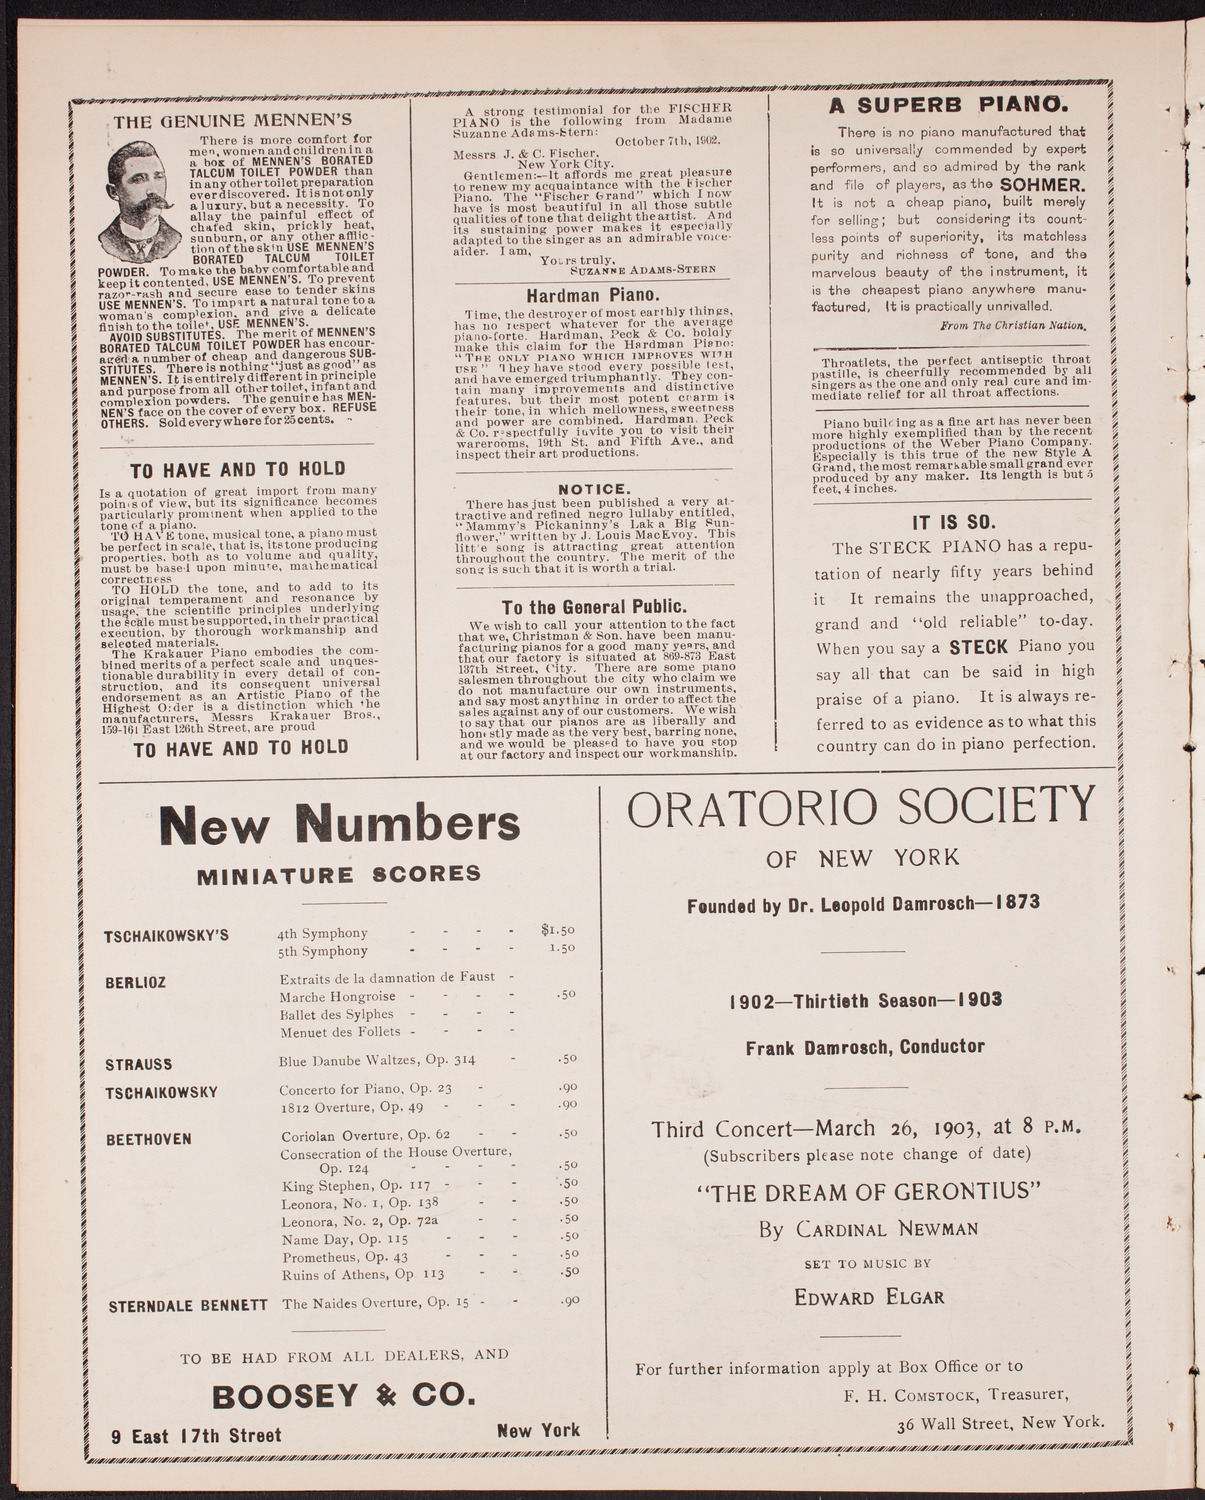 THE GENUINE MENNEN'S
There is more comfort for
men, women and children in a
a box of MENNEN'S BORATED
TALCUM TOILET POWDER than
in any other toilet preparation
ever discovered. It is not only
a luxury, but a necessity. To
allay the painful effect of
chafed skin, prickly heat,
sunburn, or any other afflic-
tion of the skin USE MENNEN'S
BORATED TALCUM TOILET
POWDER. To make the baby comfortable and
keep it contented, USE MENNEN'S. To prevent
razor-rash and secure ease to tender skins
USE MENNEN'S. To impart a natural tone to a
woman's complexion, and give a delicate
finish to the toilet, USE MENNEN'S.
AVOID SUBSTITUTES. The merit of MENNEN'S
BORATED TALCUM TOILET POWDER has encour-
aged a number of cheap and dangerous SUB-
STITUTES. There is nothing "just as good" as
MENNEN'S. It is entirely different in principle
and purpose from all other toilet, infant and
complexion powders. The genuine has MEN-
NEN'S face on the cover of every box. REFUSE
OTHERS. Sold everywhere for 25 cents.
TO HAVE AND TO HOLD
Is a quotation of great import from many
points of view, but its significance becomes
particularly prominent when applied to the
tone of a piano.
TO HAVE tone, musical tone, a piano must
be perfect in scale, that is, its tone producing
properties, both as to volume and quality,
must be based upon minute, mathematical
correctness
TO HOLD the tone, and to add to its
original temperament and resonance by
usage, the scientific principles underlying
the scale must be supported, in their practical
execution, by thorough workmanship and
selected materials.
The Krakauer Piano embodies the com-
bined merits of a perfect scale and unques-
tionable durability in every detail of con-
struction, and its consequent universal
endorsement as an Artistic Piano of the
Highest Order is a distinction which the
manufacturers, Messrs Krakauer Bros.,
159-161 East 126th Street, are proud
TO HAVE AND TO HOLD
A strong testimonial for the FISCHER
PIANO is the following from Madame
Suzanne Adams-Stern:
October 7th, 1902.
Messrs J. & C. Fischer,
New York City.
Gentlemen:—It affords me great pleasure
to renew my acquaintance with the Fischer
Piano. The "Fischer Grand" which I now
have is most beautiful in all those subtle
qualities of tone that delight the artist. And
its sustaining power makes it especially
adapted to the singer as an admirable voice-
aider. I am,
Yours truly,
SUZANNE ADAMS-STERN
Hardman Piano.
Time, the destroyer of most earthly things,
has no respect whatever for the average
piano-forte. Hardman, Peck & Co. boldly
make this claim for the Hardman Piano:
"THE ONLY PIANO WHICH IMPROVES WITH
USE" They have stood every possible test,
and have emerged triumphantly. They con-
tain many improvements and distinctive
features, but their most potent charm is
their tone, in which mellowness, sweetness
and power are combined. Hardman, Peck
& Co. respectfully invite you to visit their
warerooms, 19th St. and Fifth Ave., and
inspect their art productions.
NOTICE.
There has just been published a very at-
tractive and refined negro lullaby entitled,
"Mammy's Pickaninny's Lak a Big Sun-
flower," written by J. Louis MacEvoy. This
little song is attracting great attention
throughout the country. The merit of the
song is such that it is worth a trial.
To the General Public.
We wish to call your attention to the fact
that we, Christman & Son, have been manu-
facturing pianos for a good many years, and
that our factory is situated at 869-873 East
137th Street, City. There are some piano
salesmen throughout the city who claim we
do not manufacture our own instruments,
and say most anything in order to affect the
sales against any of our customers. We wish
to say that our pianos are as liberally and
honestly made as the very best, barring none,
and we would be pleased to have you stop
at our factory and inspect our workmanship.
A SUPERB PIANO.
There is no piano manufactured that
is so universally commended by expert
performers, and so admired by the rank
and file of players, as the SOHMER.
It is not a cheap piano, built merely
for selling; but considering its count-
less points of superiority, its matchless
purity and richness of tone, and the
marvelous beauty of the instrument, it
is the cheapest piano anywhere manu-
factured. It is practically unrivalled.
From The Christian Nation.
Throatlets, the perfect antiseptic throat
pastille, is cheerfully recommended by all
singers as the one and only real cure and im-
mediate relief for all throat affections.
Piano building as a fine art has never been
more highly exemplified than by the recent
productions of the Weber Piano Company.
Especially is this true of the new Style A
Grand, the most remarkable small grand ever
produced by any maker. Its length is but 5
feet, 4 inches.
IT IS SO.
The STECK PIANO has a repu-
tation of nearly fifty years behind
it It remains the unapproached,
grand and "old reliable" to-day.
When you say a STECK Piano you
say all that can be said in high
praise of a piano. It is always re-
ferred to as evidence as to what this
country can do in piano perfection.
New Numbers
MINIATURE SCORES
TSCHAIKOWSKY'S 4th Symphony - - - - $1.50
5th Symphony - - - - 1.50
BERLIOZ Extraits de la damnation de Faust -
Marche Hongroise - - - - .50
Ballet des Sylphes - - - -
Menuet des Follets - - - -
STRAUSS Blue Danube Waltzes, Op. 314 - .50
TSCHAIKOWSKY Concerto for Piano, Op. 23 - .90
1812 Overture, Op. 49 - - - .90
BEETHOVEN Coriolan Overture, Op. 62 - - .50
Consecration of the House Overture,
Op. 124 - - - - .50
King Stephen, Op. 117 - - - .50
Leonora, No. 1, Op. 138 - - .50
Leonora, No. 2, Op. 72a - - .50
Name Day, Op. 115 - - - .50
Prometheus, Op. 43 - - - .50
Ruins of Athens, Op 113 - - .50
STERNDALE BENNETT The Naides Overture, Op. 15 - - .90
TO BE HAD FROM ALL DEALERS, AND
BOOSEY & CO.
9 East 17th Street New York
ORATORIO SOCIETY
OF NEW YORK
Founded by Dr. Leopold Damrosch—1873
1902—Thirtieth Season—1903
Frank Damrosch, Conductor
Third Concert—March 26, 1903, at 8 P.M.
(Subscribers please note change of date)
"THE DREAM OF GERONTIUS"
By CARDINAL NEWMAN
SET TO MUSIC BY
EDWARD ELGAR
For further information apply at Box Office or to
F. H. COMSTOCK, Treasurer,
36 Wall Street, New York.